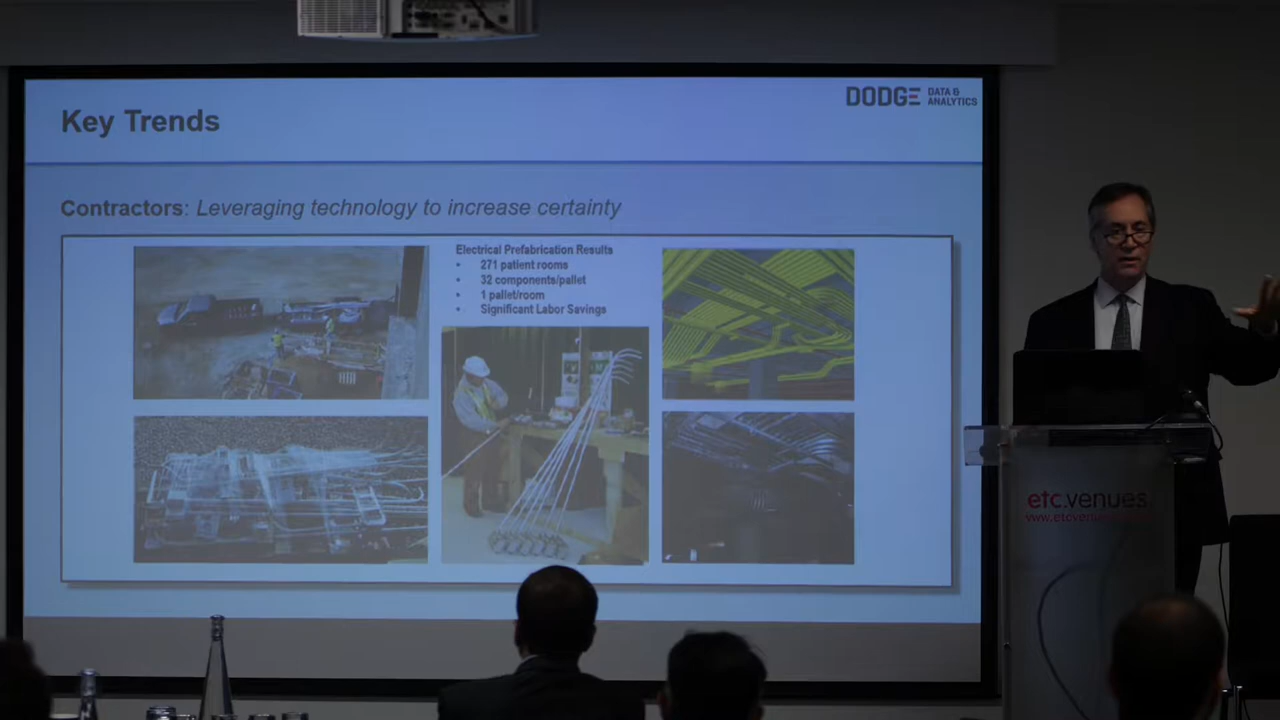 DODGE DATA & ANALYTICS
Key Trends
Contractors: Leveraging technology to increase certainty
Electrical Prefabrication Results
• 271 patient rooms
• 32 components/pallet
• 1 pallet/room
• Significant Labor Savings
etc.venues.